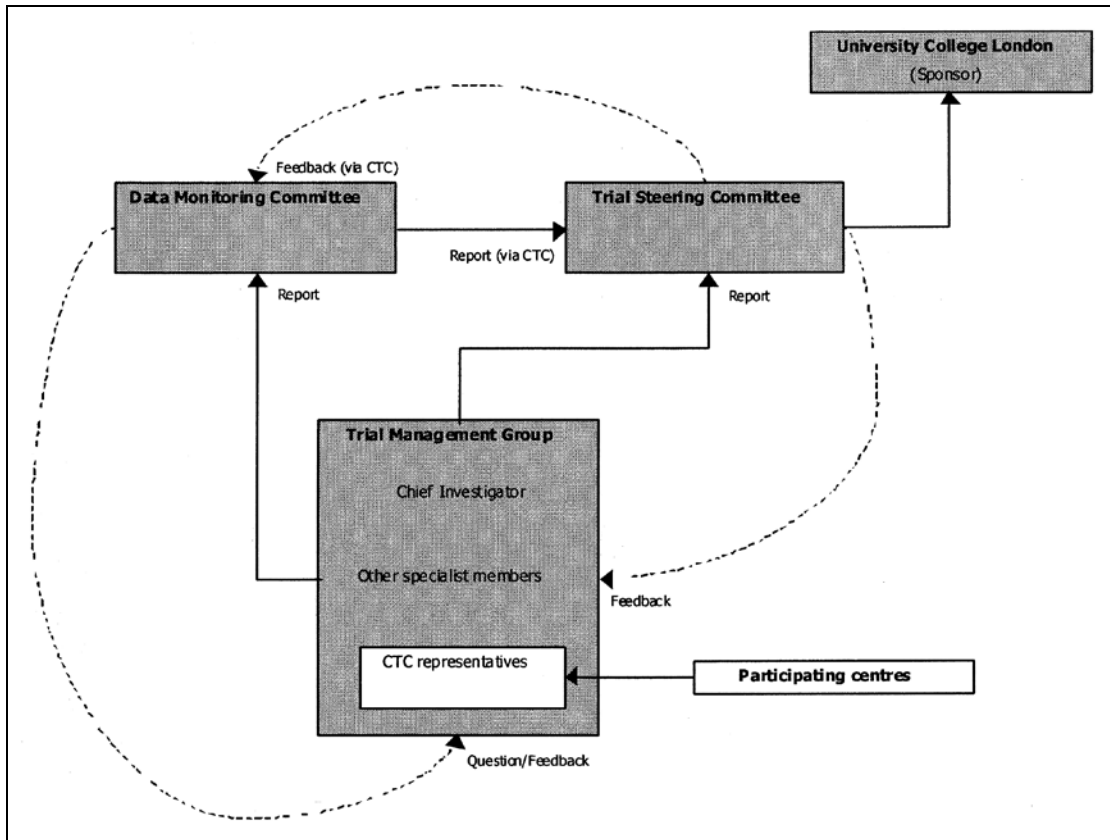 University College London
(Sponsor)
Feedback (via CTC)
Data Monitoring Committee
Trial Steering Committee
Report (via CTC)
Report
Report
Trial Management Group
Chief Investigator
Other specialist members
Feedback
CTC representatives
Participating centres
Question/Feedback